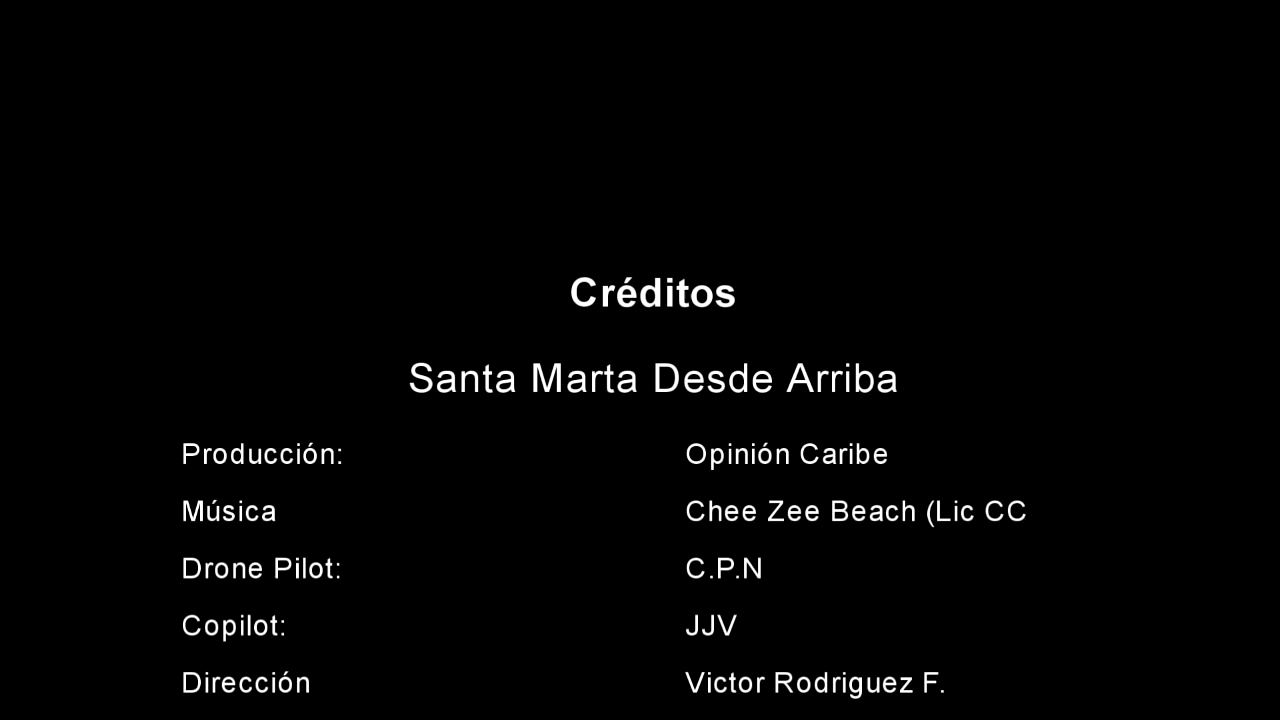 Créditos
Santa Marta Desde Arriba
Producción: Opinión Caribe
Música Chee Zee Beach (Lic CC
Drone Pilot: C.P.N
Copilot: JJV
Dirección Victor Rodriguez F.